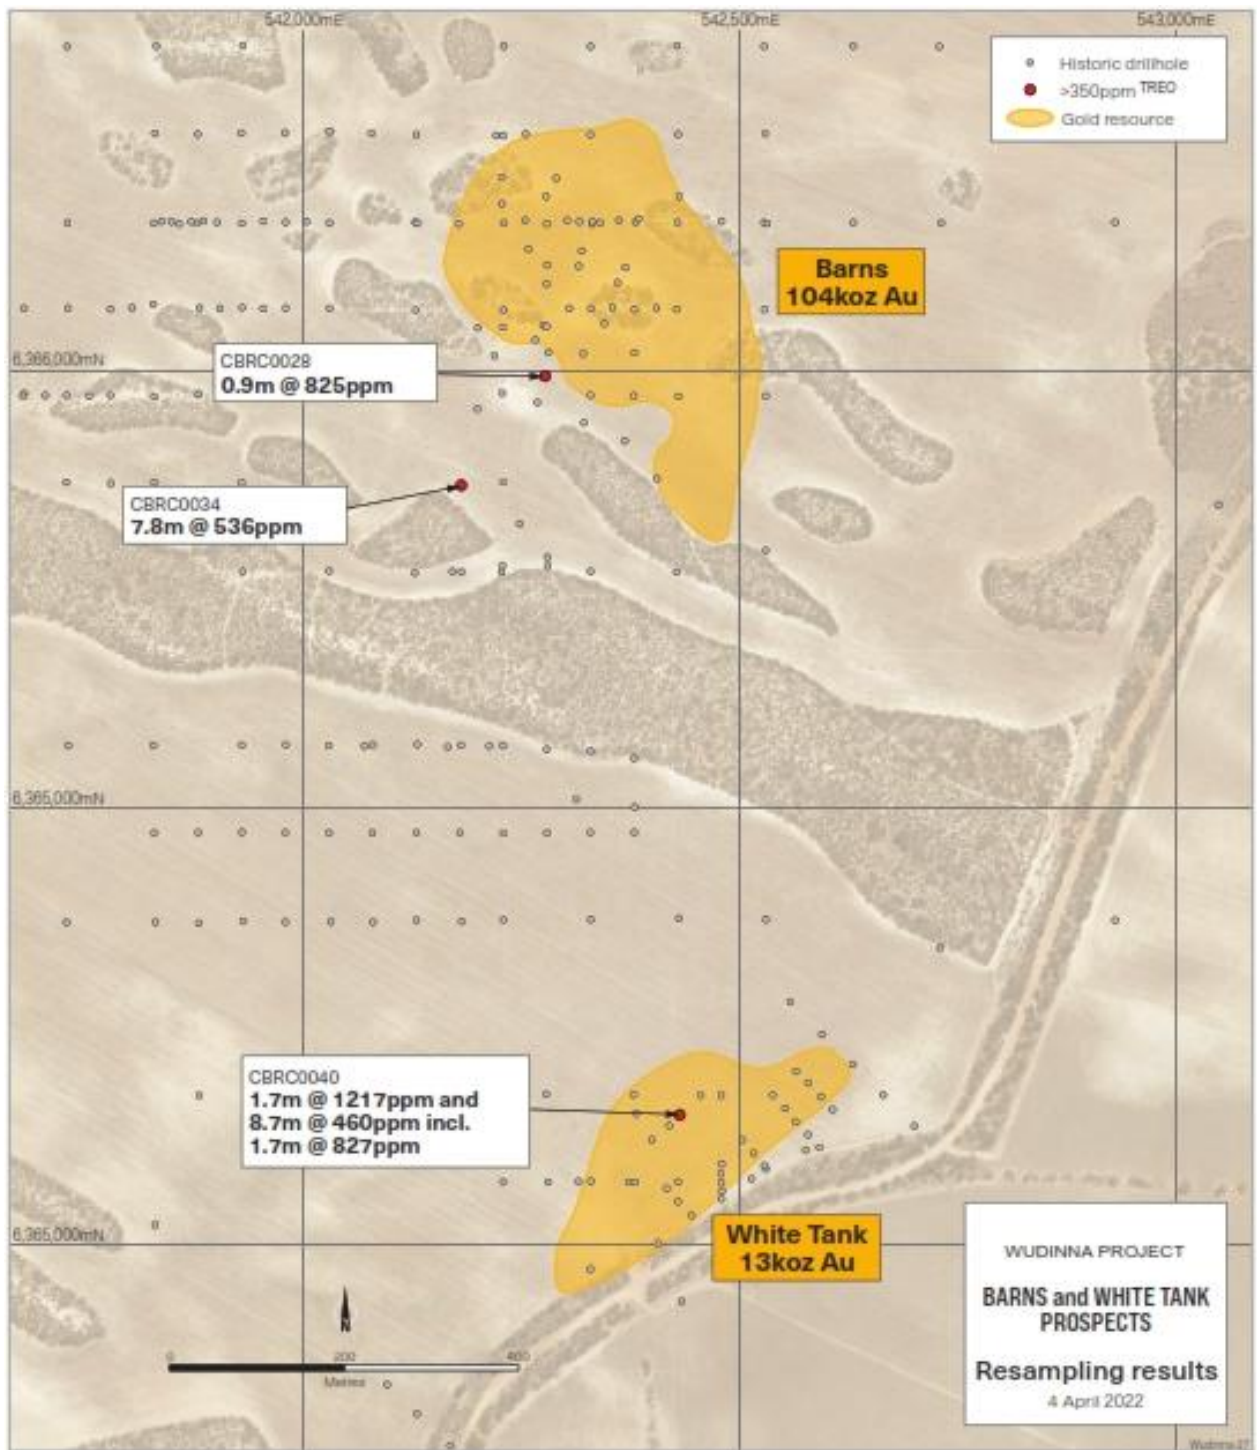 542,000mE
542,500mE
543,000mE
Historic drillhole
>350ppm TREO
Gold resource
Barns
104koz Au
6,366,000mN
CBRC0028
0.9m @ 825ppm
CBRC0034
7.8m @ 536ppm
6,365,000mN
CBRC0040
1.7m @ 1217ppm and
8.7m @ 460ppm incl.
1.7m @ 827ppm
6,365,000mN
White Tank
13koz Au
WUDINNA PROJECT
BARNS and WHITE TANK
PROSPECTS
Resampling results
4 April 2022
N
0
200
400
Metres